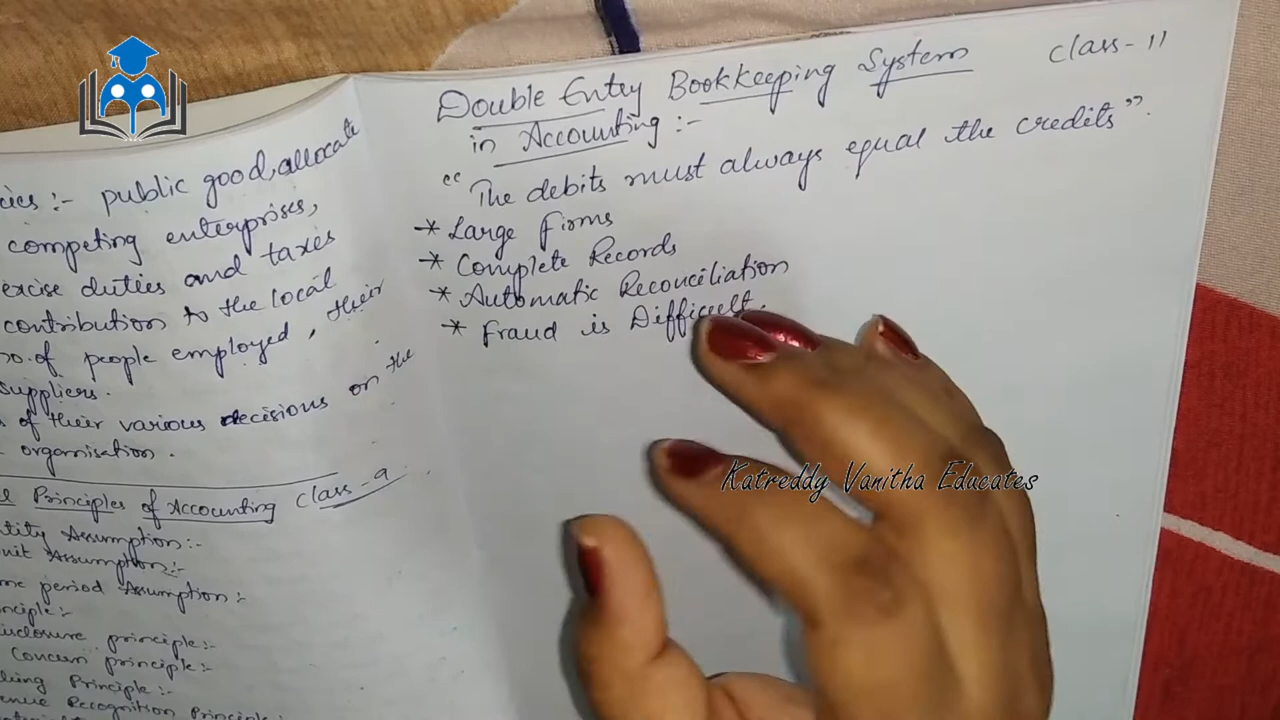 public good, allocate
competing enterprises,
excise duties and taxes
contribution to the local
of people employed, their
suppliers.
of their various decisions on the
organisation.
Principles of Accounting class-9
Assumption:-
Assumption:-
period Assumption:-
principle:-
Concern principle:-
Principle:-
Recognition Principle:-
Double Entry Bookkeeping System class-11
in Accounting:-
"The debits must always equal the credits".
* Large Firms
* Complete Records
* Automatic Reconciliation
* Fraud is Difficult.
Katreddy Vanitha Educates